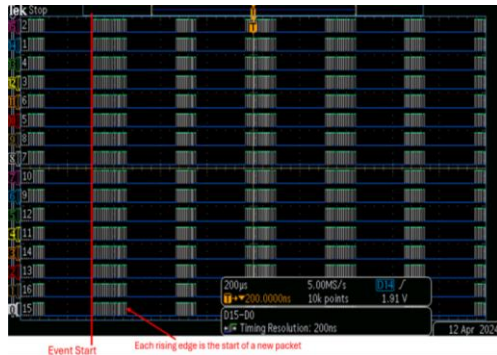 Tek Stop
2
1
4
3
6
5
8
7
10
9
12
11
14
13
16
15
200µs 5.00MS/s D14
200.0000ns 10k points 1.91 V
D15-D0
Timing Resolution: 200ns
12 Apr 2024
Event Start
Each rising edge is the start of a new packet